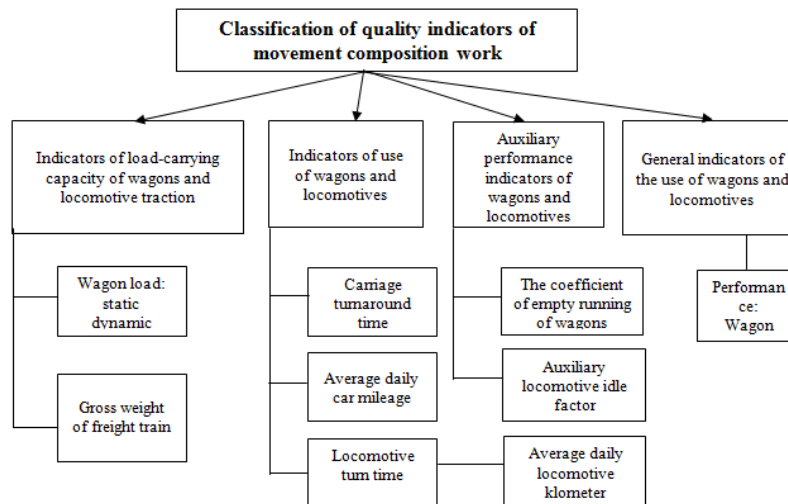 Classification of quality indicators of
movement composition work
Indicators of load-carrying
capacity of wagons and
locomotive traction
Indicators of use
of wagons and
locomotives
Auxiliary
performance
indicators of
wagons and
locomotives
General indicators of
the use of wagons and
locomotives
Wagon load:
static
dynamic
Gross weight
of freight train
Carriage
turnaround
time
Average daily
car mileage
Locomotive
turn time
The coefficient
of empty running
of wagons
Auxiliary
locomotive idle
factor
Average daily
locomotive
klometer
Performan
ce:
Wagon